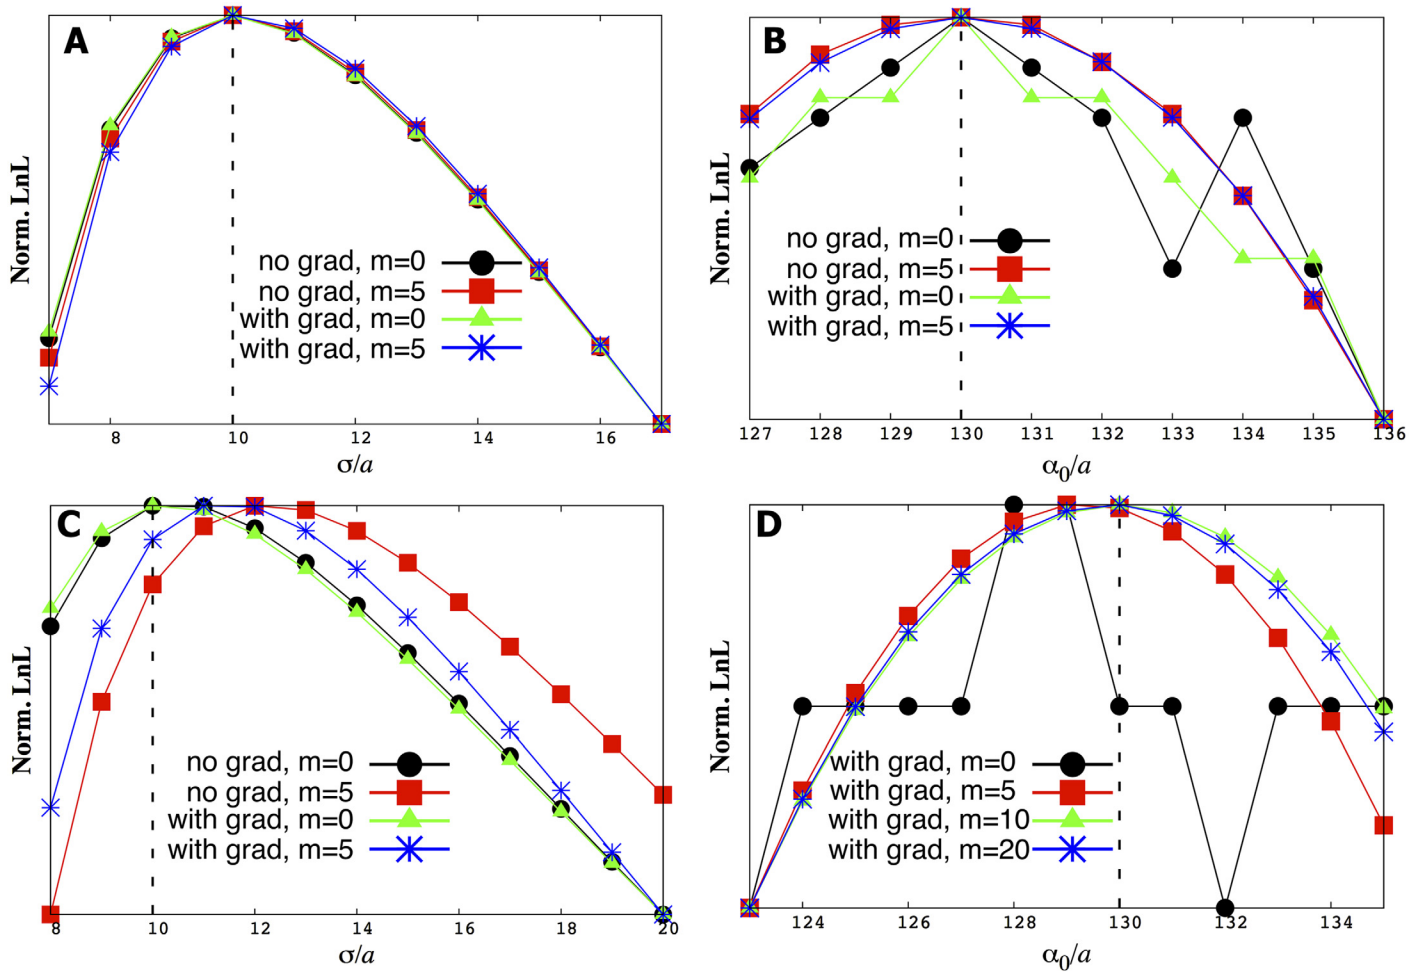 A
Norm. LnL
no grad, m=0
no grad, m=5
with grad, m=0
with grad, m=5
8 10 12 14 16
σ/a
B
Norm. LnL
no grad, m=0
no grad, m=5
with grad, m=0
with grad, m=5
127 128 129 130 131 132 133 134 135 136
α0/a
C
Norm. LnL
no grad, m=0
no grad, m=5
with grad, m=0
with grad, m=5
8 10 12 14 16 18 20
σ/a
D
Norm. LnL
with grad, m=0
with grad, m=5
with grad, m=10
with grad, m=20
124 126 128 130 132 134
α0/a